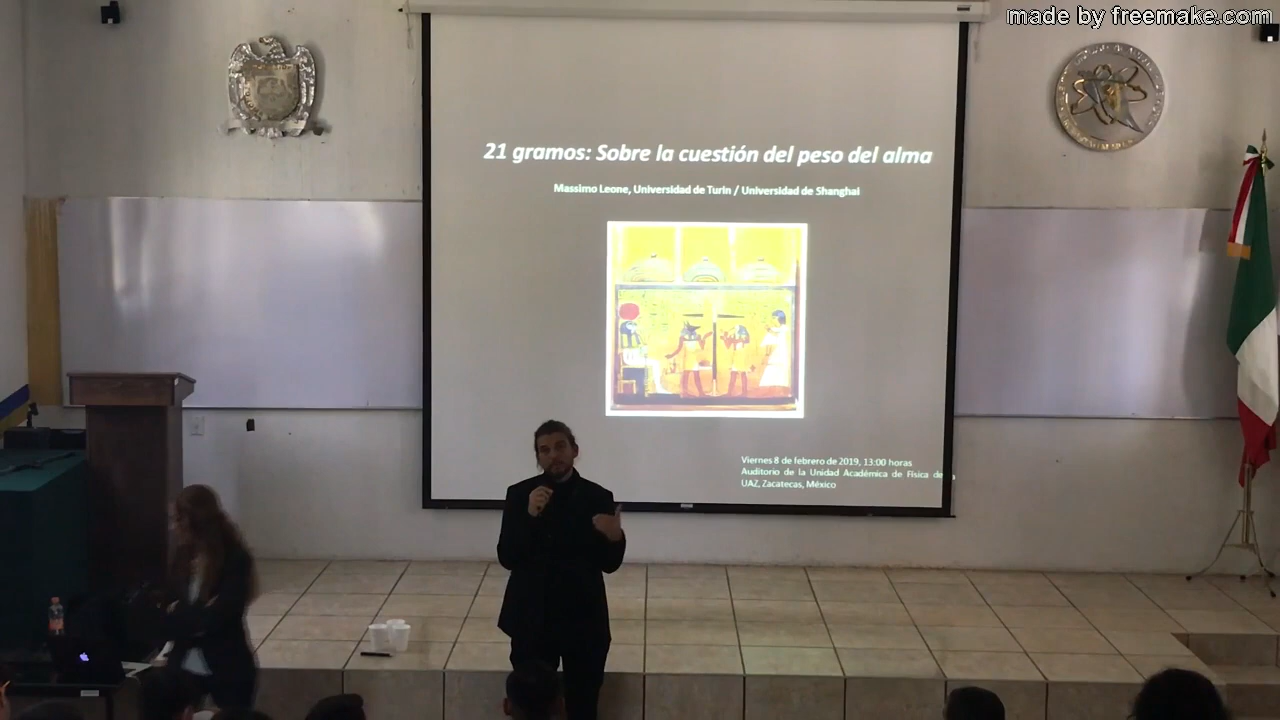 made by freemake.com
21 gramos: Sobre la cuestión del peso del alma
Massimo Leone, Universidad de Turin / Universidad de Shanghai
Viernes 8 de febrero de 2019, 13:00 horas
Auditorio de la Unidad Académica de Física de
UAZ, Zacatecas, México